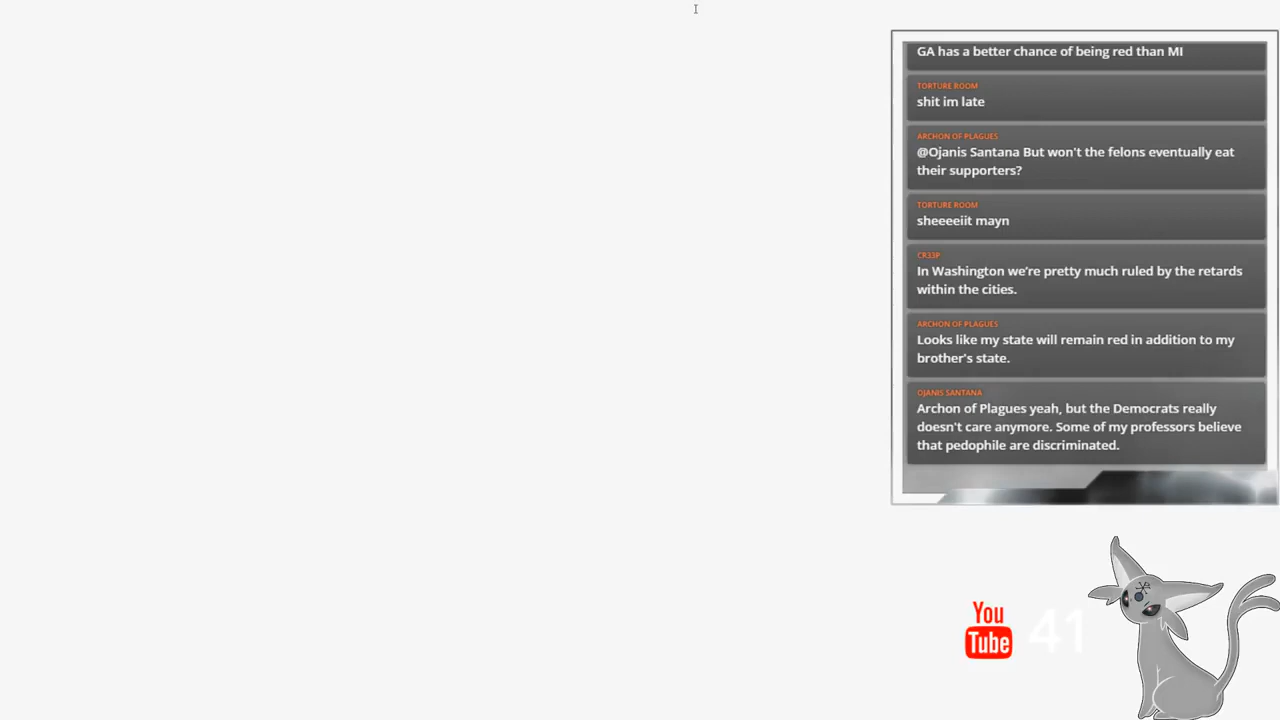 GA has a better chance of being red than MI
TORTURE ROOM
shit im late
ARCHON OF PLAGUES
@Ojanis Santana But won't the felons eventually eat
their supporters?
TORTURE ROOM
sheeeeiit mayn
CR33P
In Washington we're pretty much ruled by the retards
within the cities.
ARCHON OF PLAGUES
Looks like my state will remain red in addition to my
brother's state.
OJANIS SANTANA
Archon of Plagues yeah, but the Democrats really
doesn't care anymore. Some of my professors believe
that pedophile are discriminated.
You
Tube
41